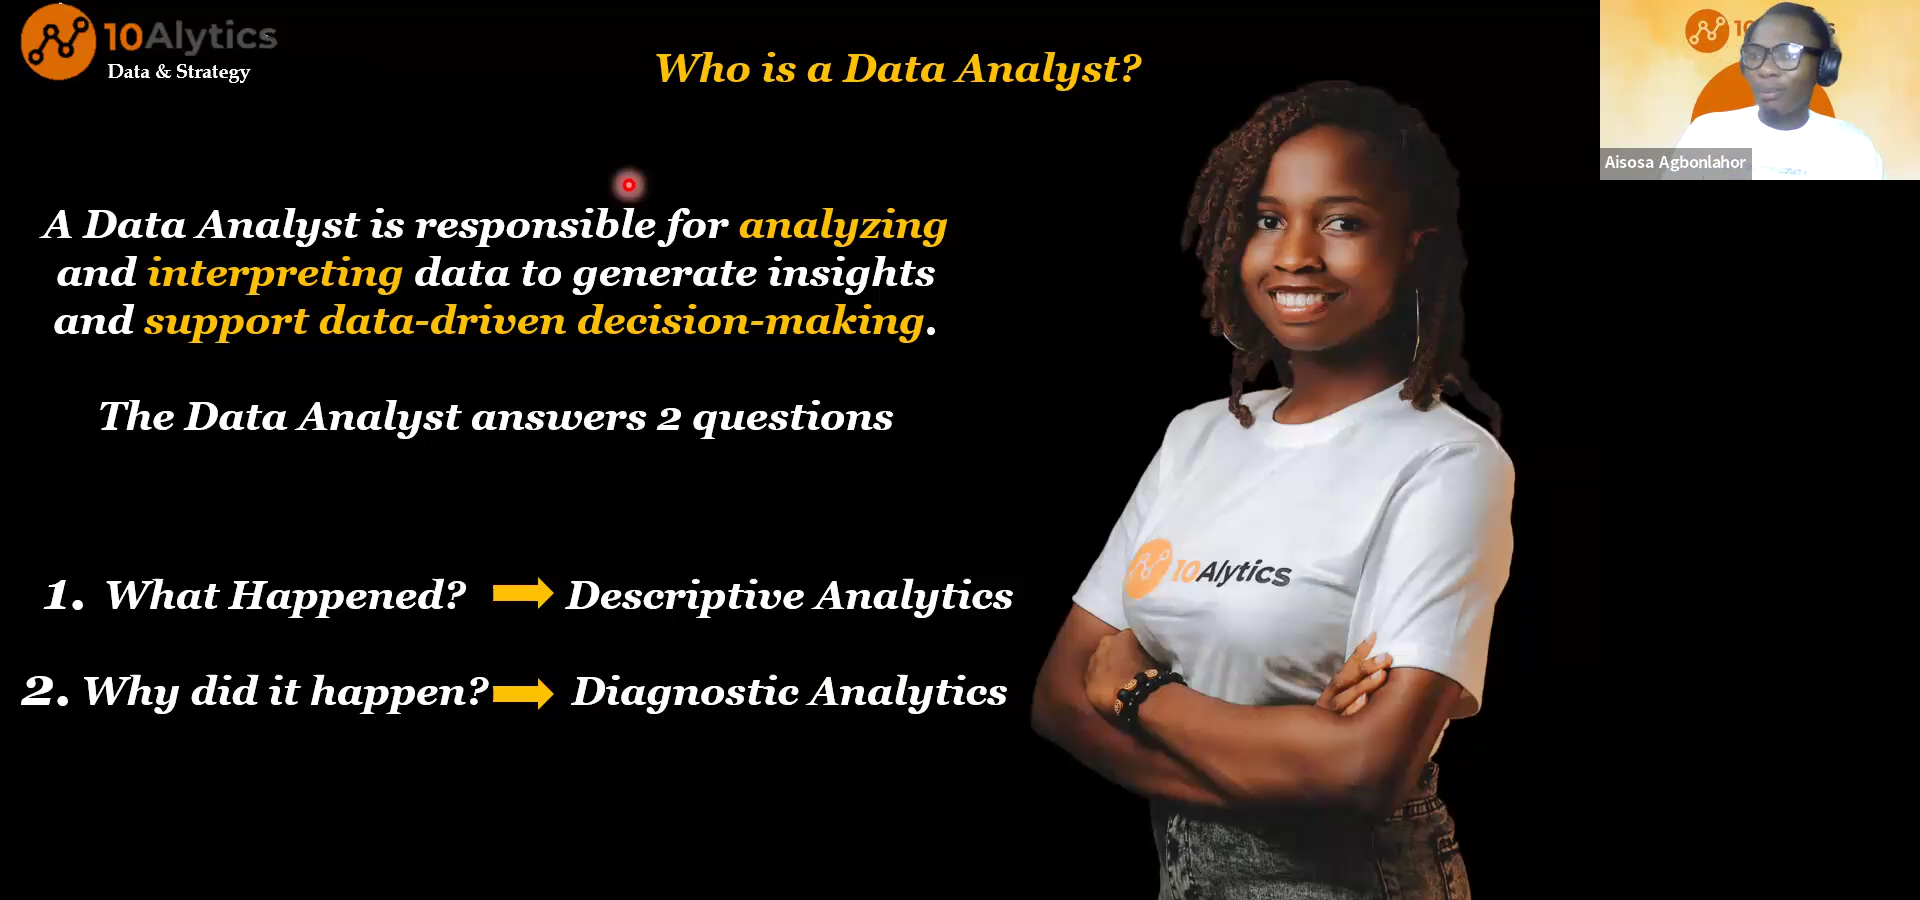 10Alytics
Data & Strategy
Who is a Data Analyst?
Aisosa Agbonlahor
A Data Analyst is responsible for analyzing
and interpreting data to generate insights
and support data-driven decision-making.
The Data Analyst answers 2 questions
1. What Happened? Descriptive Analytics
2. Why did it happen? Diagnostic Analytics
10Alytics